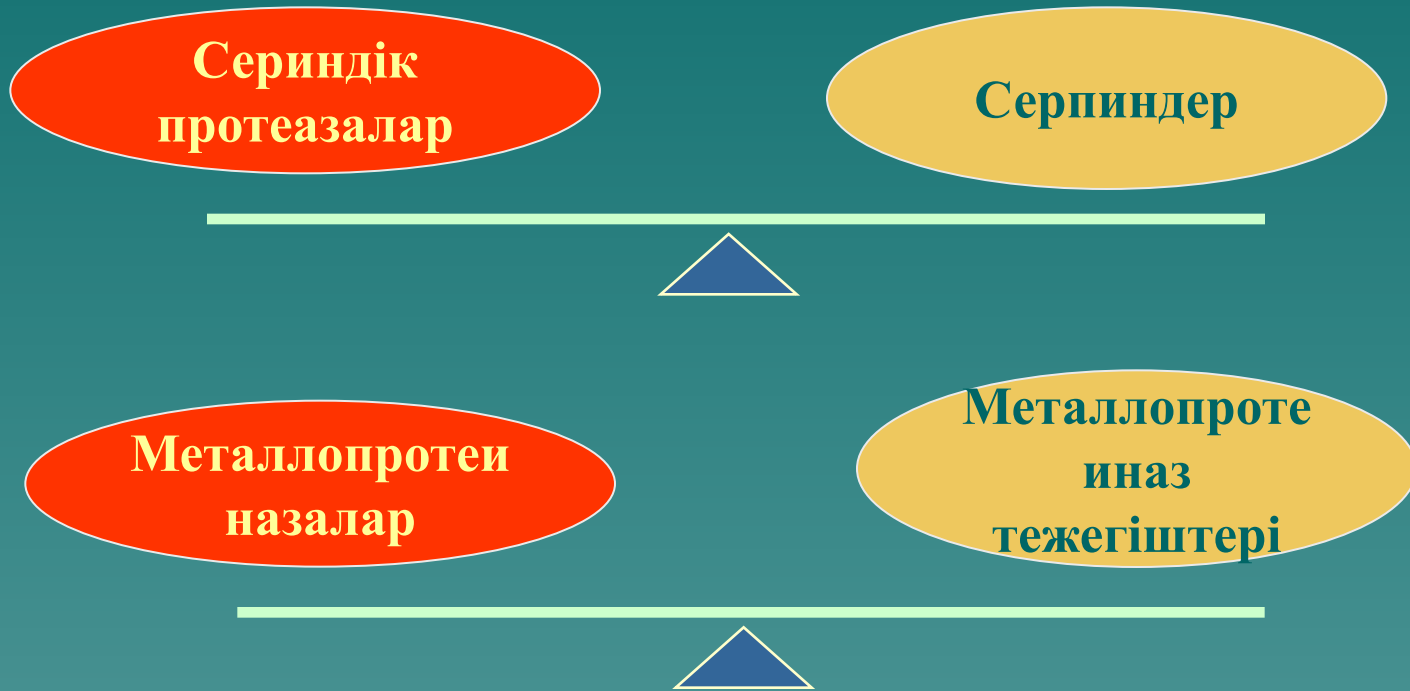 Сериндік
протеазалар
Серпиндер
Металлопротеи
назалар
Металлопроте
иназ
тежегіштері